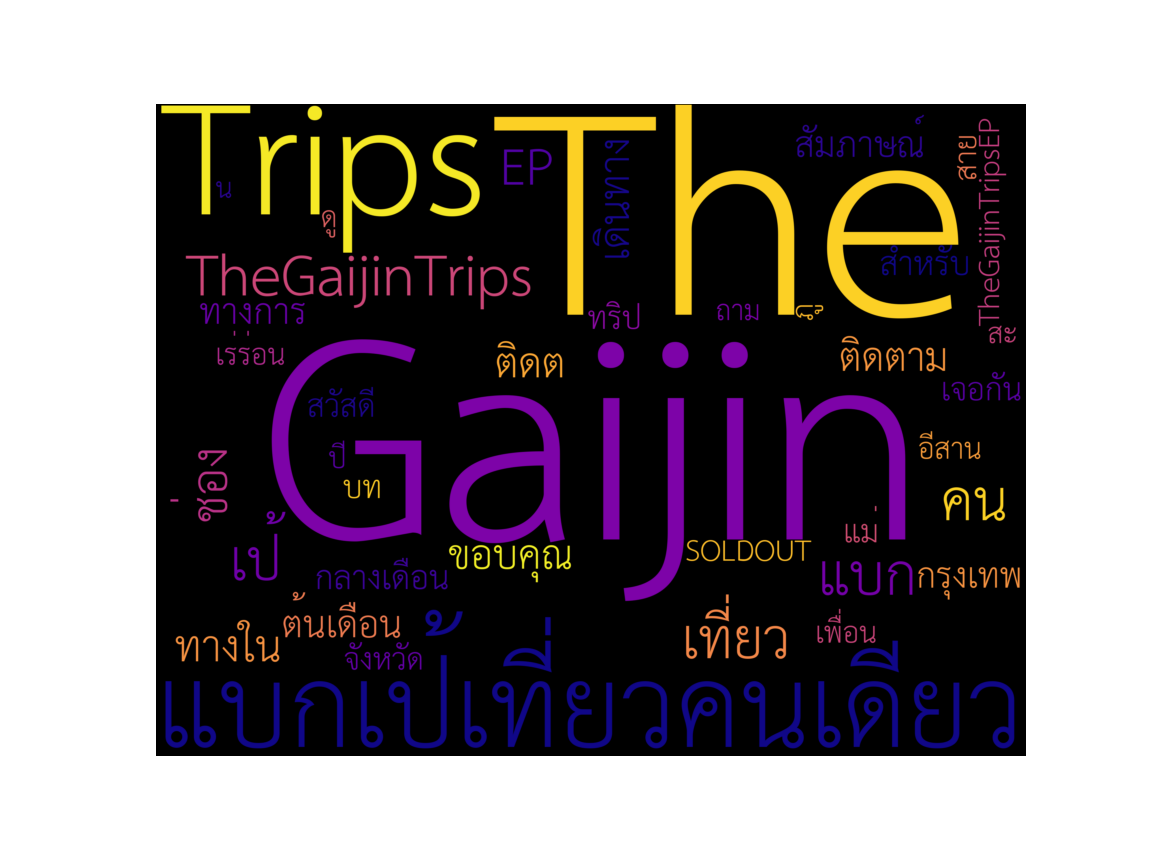 Trips
The
EP
เดินทาง
สัมภาษณ์
สาย
TheGaijinTripsEP
น
ดู
TheGaijinTrips
สำหรับ
ทางการ
ทริป
ถาม
สะ
เร่ร่อน
Gaijin
ติดต
ติดตาม
เจอกัน
สวัสดี
ปี
บท
อีสาน
ช่อง
คน
เป้
ขอบคุณ
SOLDOUT
แม่
กลางเดือน
แบก
กรุงเทพ
ต้นเดือน
ทางใน
จังหวัด
เที่ยว
เพื่อน
แบกเป้เที่ยวคนเดียว